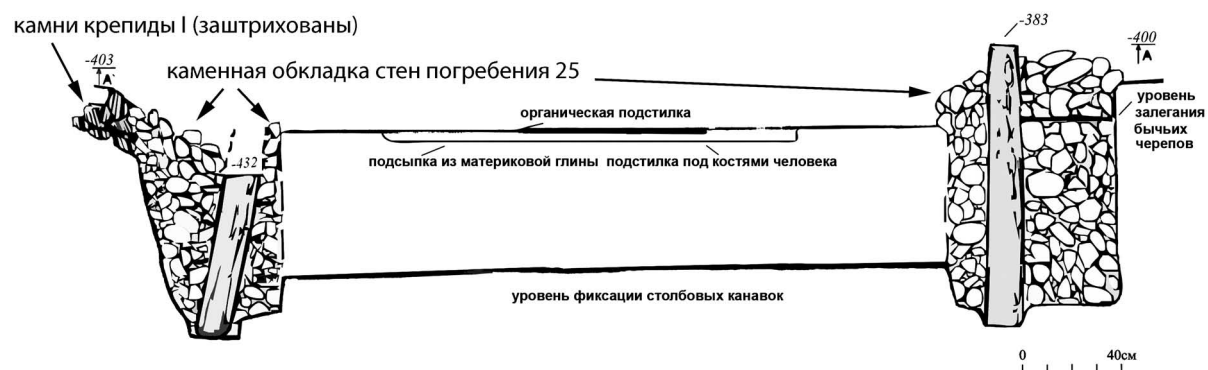 камни крепиды I (заштрихованы)
-403
А
каменная обкладка стен погребения 25
-383
-400
А
органическая подстилка
уровень
залегания
бычьих
черепов
подсыпка из материковой глины подстилка под костями человека
-432
уровень фиксации столбовых канавок
0 40см